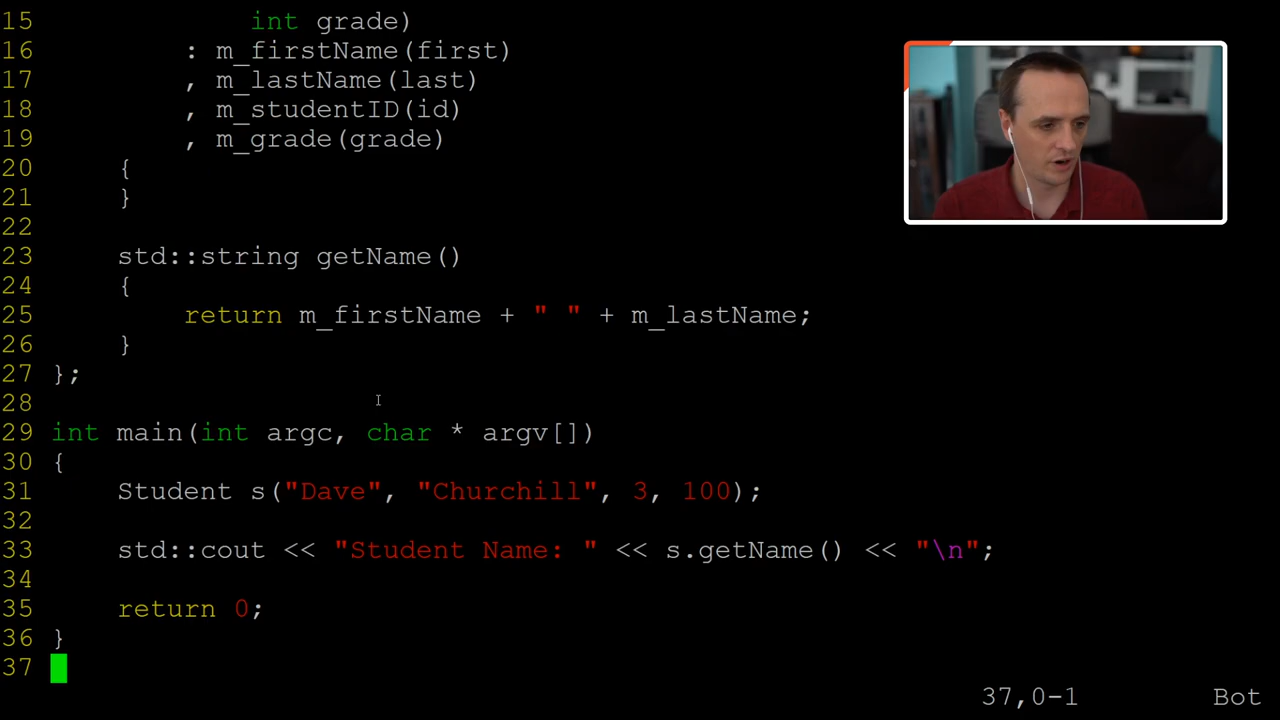 15             int grade)
16         : m_firstName(first)
17         , m_lastName(last)
18         , m_studentID(id)
19         , m_grade(grade)
20     {
21     }
22
23     std::string getName()
24     {
25         return m_firstName + " " + m_lastName;
26     }
27 };
28
29 int main(int argc, char * argv[])
30 {
31     Student s("Dave", "Churchill", 3, 100);
32
33     std::cout << "Student Name: " << s.getName() << "\n";
34
35     return 0;
36 }
37
37,0-1        Bot